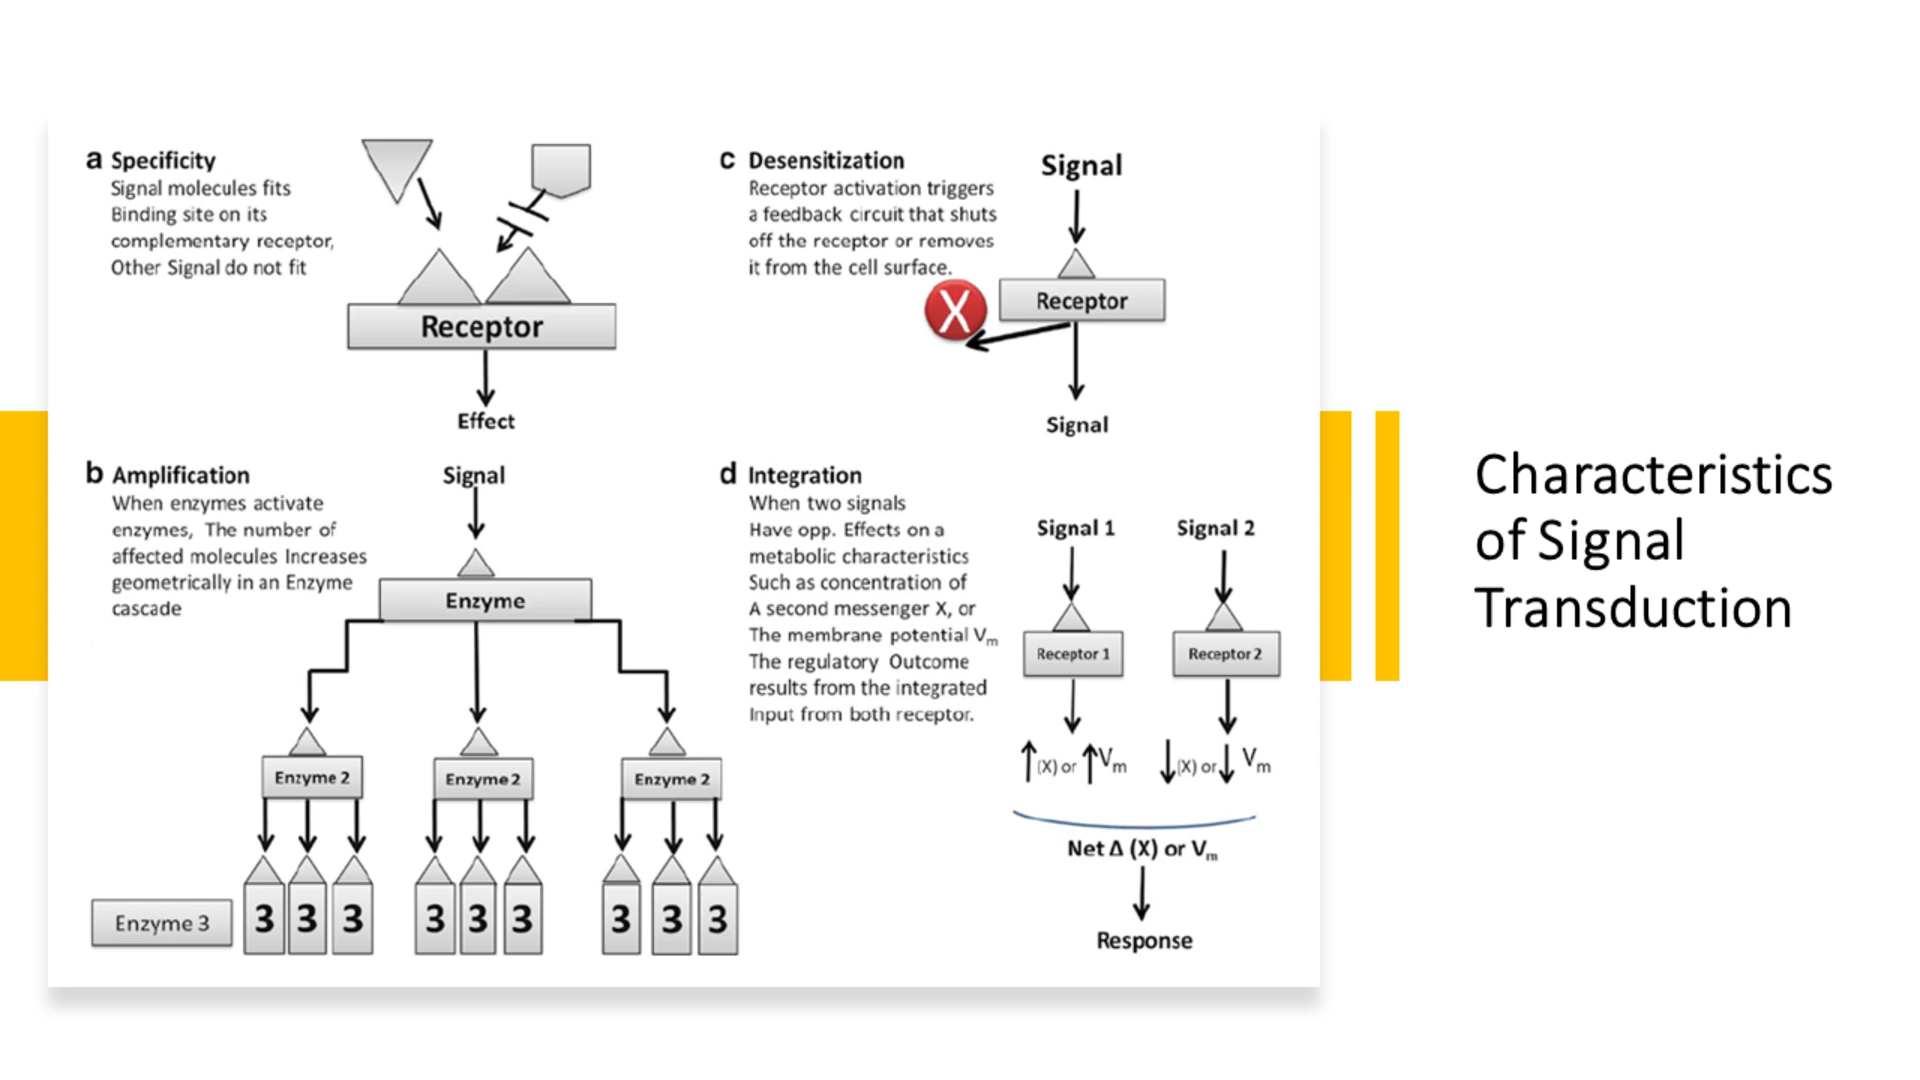 a Specificity
Signal molecules fits
Binding site on its
complementary receptor,
Other Signal do not fit
Receptor
Effect
b Amplification
When enzymes activate
enzymes, The number of
affected molecules Increases
geometrically in an Enzyme
cascade
Signal
Enzyme
Enzyme 2
Enzyme 2
Enzyme 2
Enzyme 3
3 3 3
3 3 3
3 3 3
c Desensitization
Receptor activation triggers
a feedback circuit that shuts
off the receptor or removes
it from the cell surface.
Signal
X
Receptor
Signal
d Integration
When two signals
Have opp. Effects on a
metabolic characteristics
Such as concentration of
A second messenger X, or
The membrane potential Vm
The regulatory Outcome
results from the integrated
Input from both receptor.
Signal 1
Signal 2
Receptor 1
Receptor 2
↑(X) or ↑Vm
↓(X) or↓ Vm
Net Δ (X) or Vm
Response
Characteristics
of Signal
Transduction